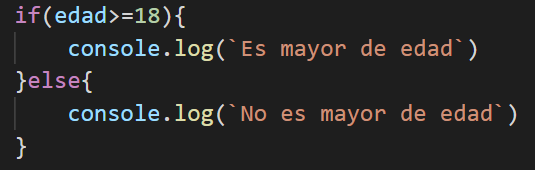 if(edad>=18){
    console.log(`Es mayor de edad`)
}else{
    console.log(`No es mayor de edad`)
}